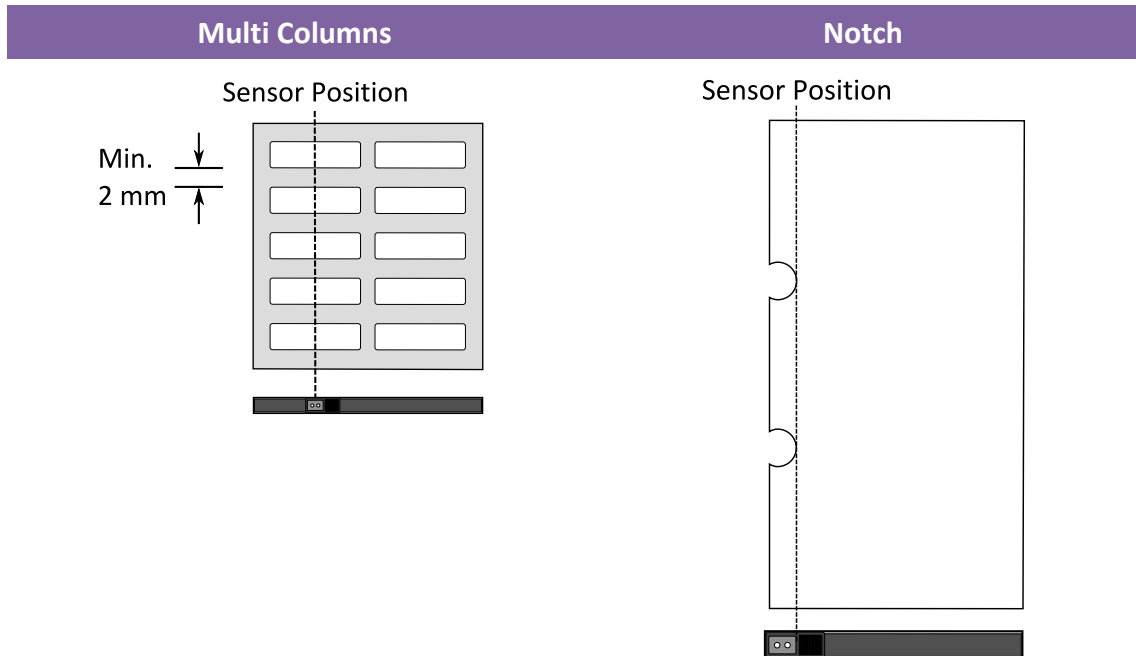 Multi Columns
Notch
Sensor Position
Sensor Position
Min.
2 mm